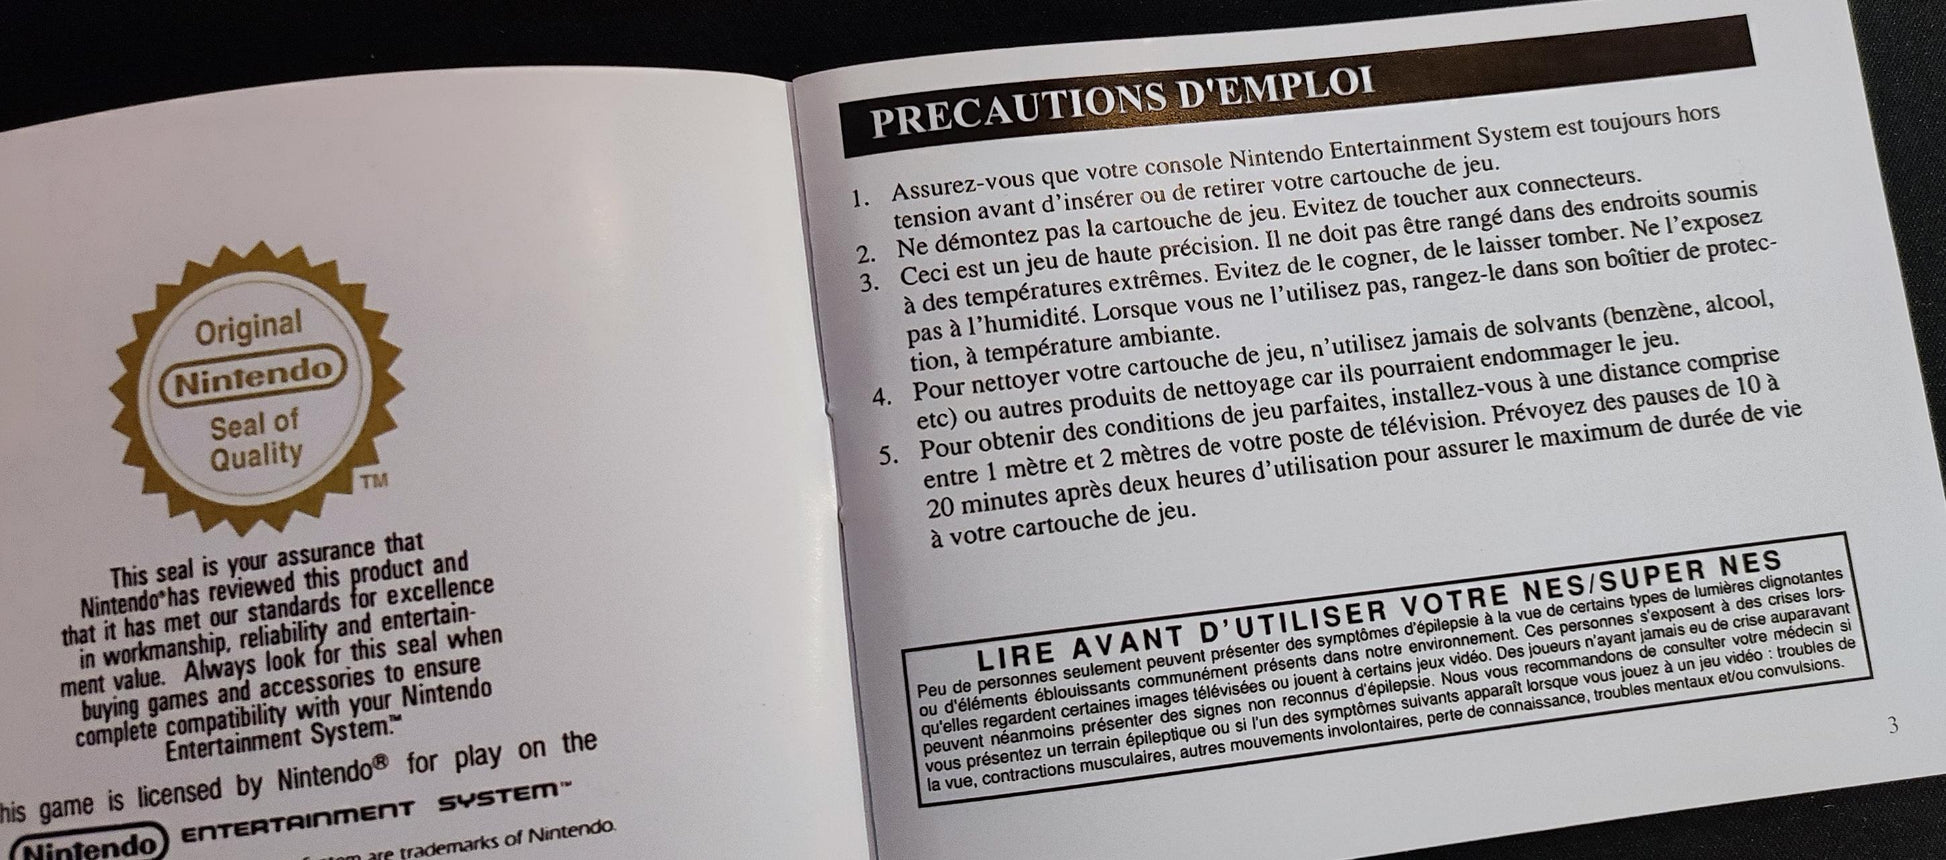 Original
Nintendo
Seal of
Quality
TM
This seal is your assurance that
Nintendo® has reviewed this product and
that it has met our standards for excellence
in workmanship, reliability and entertain-
ment value. Always look for this seal when
buying games and accessories to ensure
complete compatibility with your Nintendo
Entertainment System.™
his game is licensed by Nintendo® for play on the
Nintendo ENTERTAINMENT SYSTEM™
are trademarks of Nintendo.
PRECAUTIONS D'EMPLOI
1. Assurez-vous que votre console Nintendo Entertainment System est toujours hors
tension avant d'insérer ou de retirer votre cartouche de jeu.
2. Ne démontez pas la cartouche de jeu. Evitez de toucher aux connecteurs.
3. Ceci est un jeu de haute précision. Il ne doit pas être rangé dans des endroits soumis
à des températures extrêmes. Evitez de le cogner, de le laisser tomber. Ne l'exposez
pas à l'humidité. Lorsque vous ne l'utilisez pas, rangez-le dans son boîtier de protec-
tion, à température ambiante.
4. Pour nettoyer votre cartouche de jeu, n'utilisez jamais de solvants (benzène, alcool,
etc) ou autres produits de nettoyage car ils pourraient endommager le jeu.
5. Pour obtenir des conditions de jeu parfaites, installez-vous à une distance comprise
entre 1 mètre et 2 mètres de votre poste de télévision. Prévoyez des pauses de 10 à
20 minutes après deux heures d'utilisation pour assurer le maximum de durée de vie
à votre cartouche de jeu.
LIRE AVANT D'UTILISER VOTRE NES/SUPER NES
Peu de personnes seulement peuvent présenter des symptômes d'épilepsie à la vue de certains types de lumières clignotantes
ou d'éléments éblouissants communément présents dans notre environnement. Ces personnes s'exposent à des crises lors-
qu'elles regardent certaines images télévisées ou jouent à certains jeux vidéo. Des joueurs n'ayant jamais eu de crise auparavant
peuvent néanmoins présenter des signes non reconnus d'épilepsie. Nous vous recommandons de consulter votre médecin si
vous présentez un terrain épileptique ou si l'un des symptômes suivants apparaît lorsque vous jouez à un jeu vidéo : troubles de
la vue, contractions musculaires, autres mouvements involontaires, perte de connaissance, troubles mentaux et/ou convulsions.
3